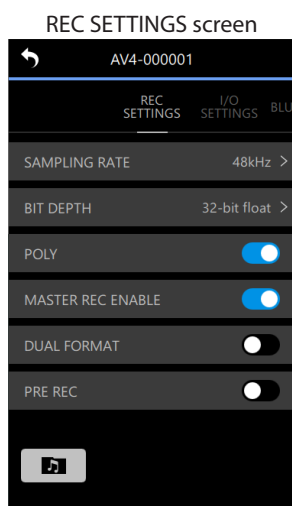 REC SETTINGS screen
AV4-000001
REC SETTINGS
I/O SETTINGS
BLU
SAMPLING RATE 48kHz >
BIT DEPTH 32-bit float >
POLY
MASTER REC ENABLE
DUAL FORMAT
PRE REC